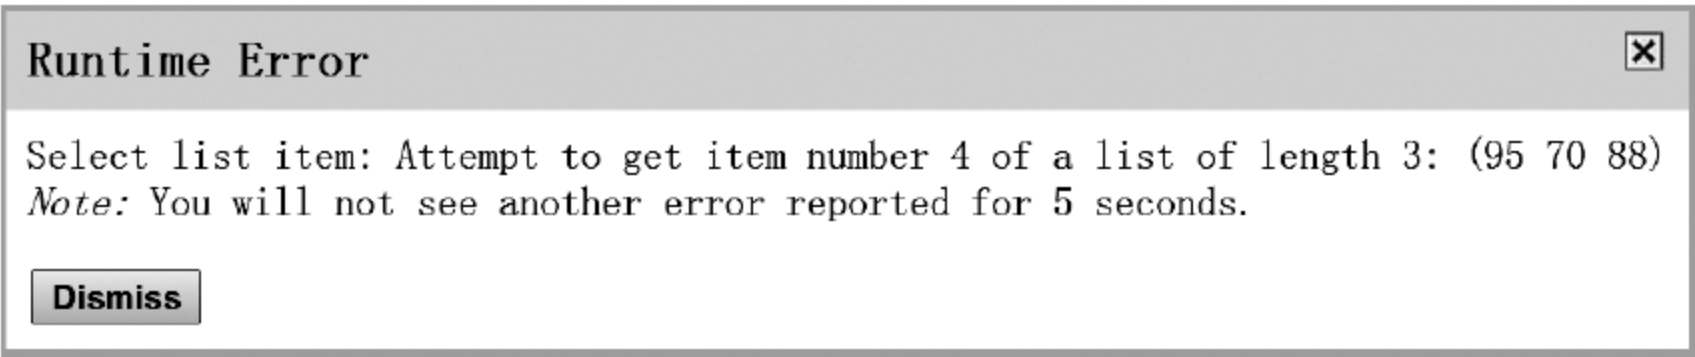 Runtime Error
Select list item: Attempt to get item number 4 of a list of length 3: (95 70 88)
Note: You will not see another error reported for 5 seconds.
Dismiss